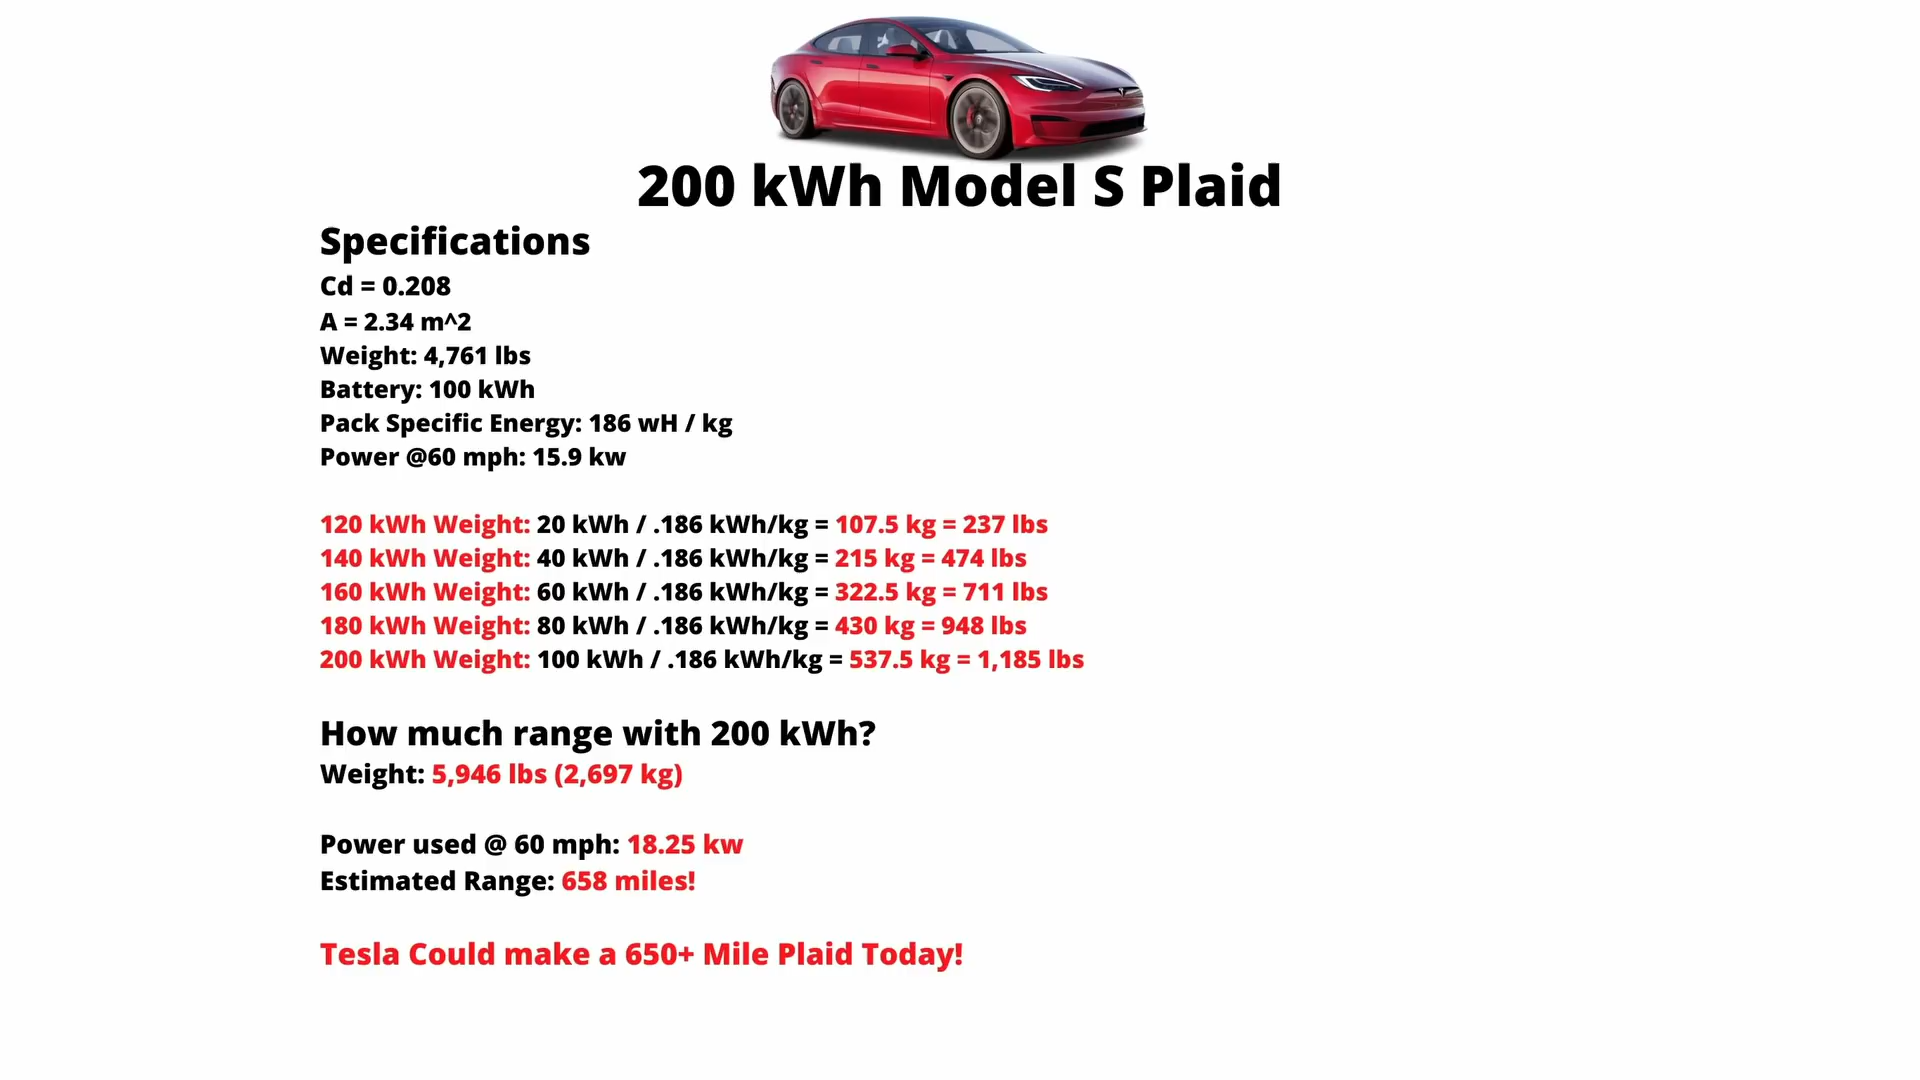 200 kWh Model S Plaid
Specifications
Cd = 0.208
A = 2.34 m^2
Weight: 4,761 lbs
Battery: 100 kWh
Pack Specific Energy: 186 wH / kg
Power @60 mph: 15.9 kw
120 kWh Weight: 20 kWh / .186 kWh/kg = 107.5 kg = 237 lbs
140 kWh Weight: 40 kWh / .186 kWh/kg = 215 kg = 474 lbs
160 kWh Weight: 60 kWh / .186 kWh/kg = 322.5 kg = 711 lbs
180 kWh Weight: 80 kWh / .186 kWh/kg = 430 kg = 948 lbs
200 kWh Weight: 100 kWh / .186 kWh/kg = 537.5 kg = 1,185 lbs
How much range with 200 kWh?
Weight: 5,946 lbs (2,697 kg)
Power used @ 60 mph: 18.25 kw
Estimated Range: 658 miles!
Tesla Could make a 650+ Mile Plaid Today!